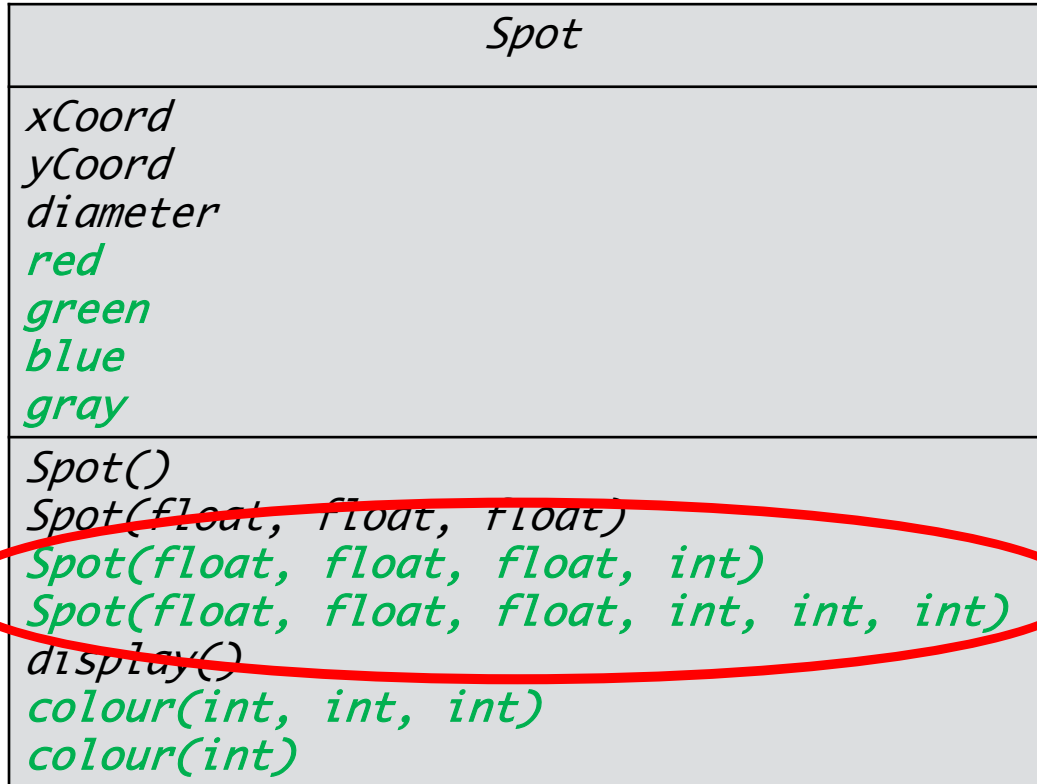 Spot
xCoord
yCoord
diameter
red
green
blue
gray
Spot()
Spot(float, float, float)
Spot(float, float, float, int)
Spot(float, float, float, int, int, int)
display()
colour(int, int, int)
colour(int)